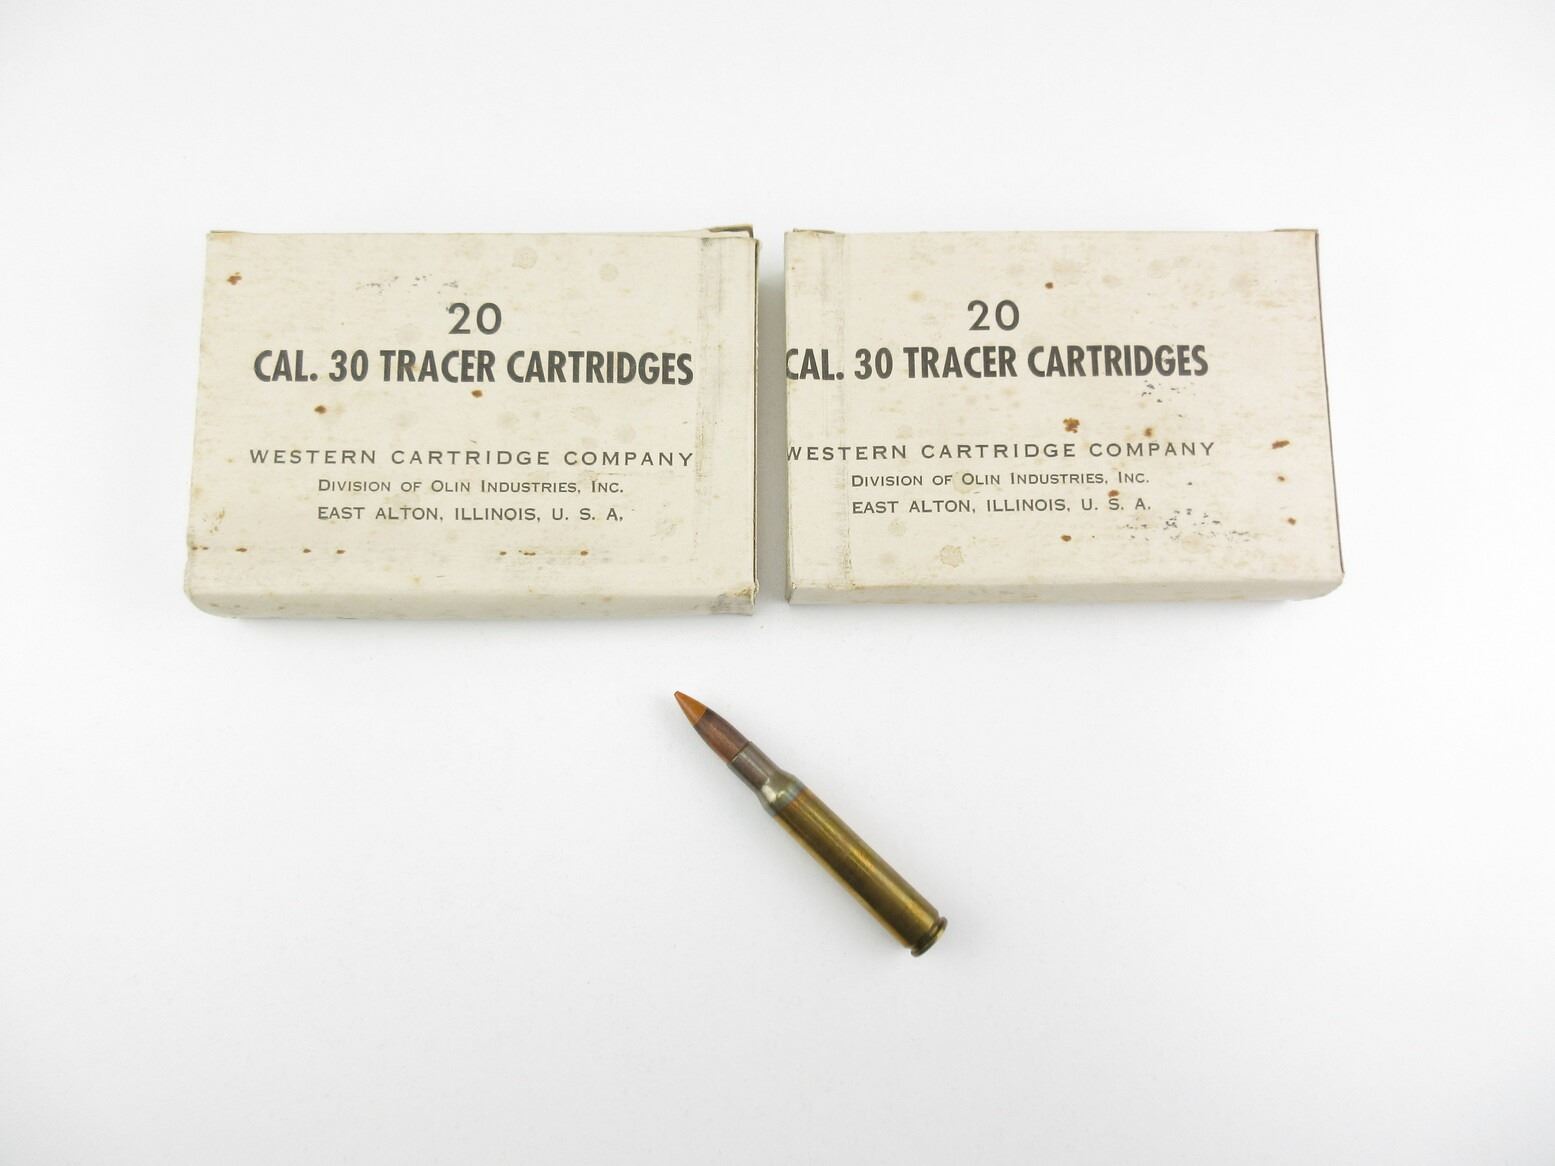 20
CAL. 30 TRACER CARTRIDGES
WESTERN CARTRIDGE COMPANY
DIVISION OF OLIN INDUSTRIES, INC.
EAST ALTON, ILLINOIS, U. S. A,
20
CAL. 30 TRACER CARTRIDGES
WESTERN CARTRIDGE COMPANY
DIVISION OF OLIN INDUSTRIES, INC.
EAST ALTON, ILLINOIS, U. S. A.